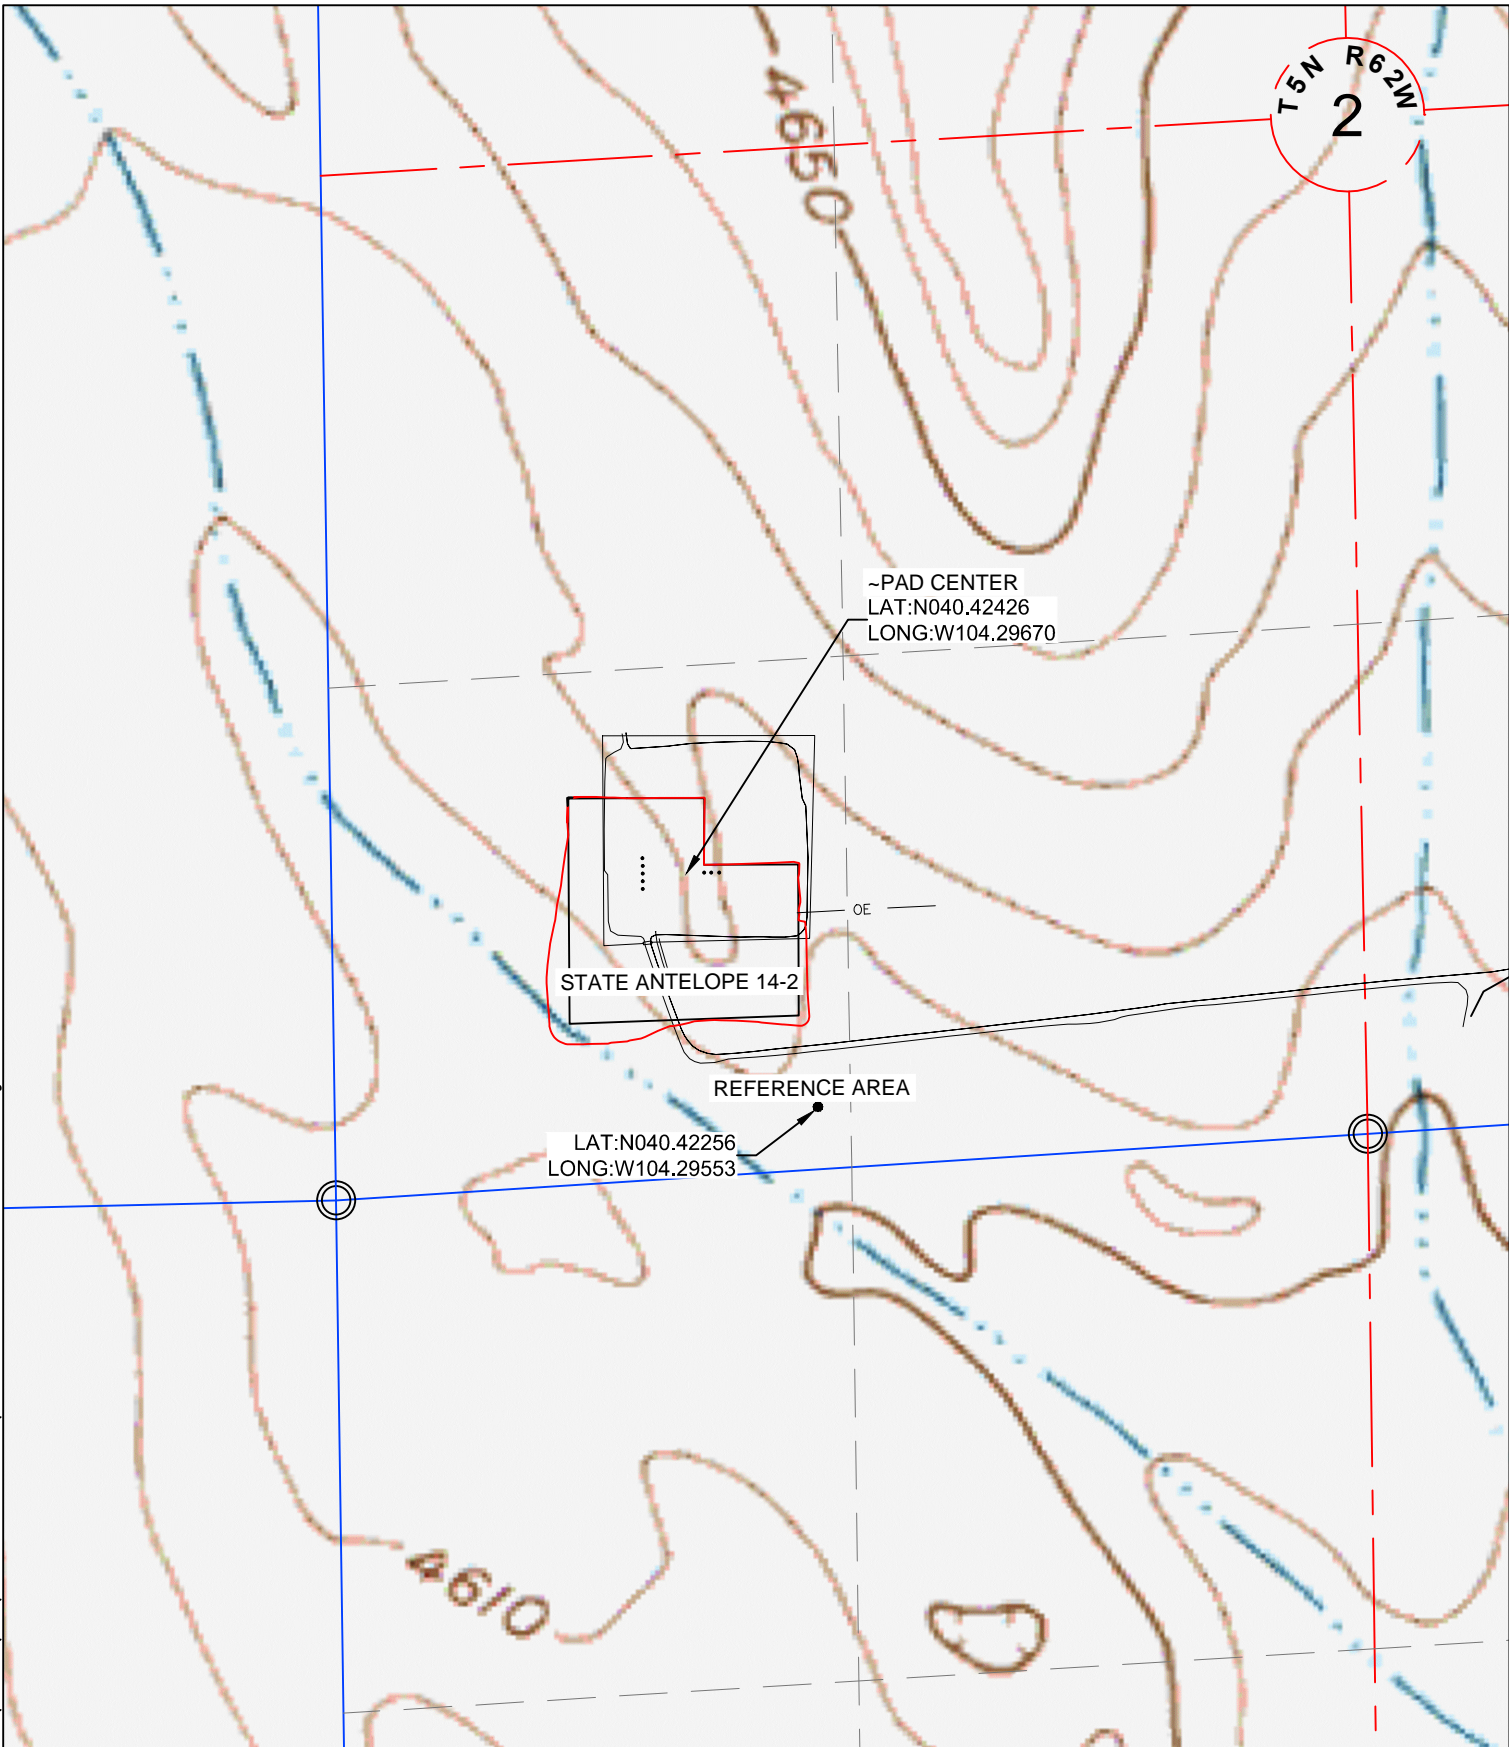 T5N R62W
2
4650
~PAD CENTER
LAT:N040.42426
LONG:W104.29670
OE
STATE ANTELOPE 14-2
REFERENCE AREA
LAT:N040.42256
LONG:W104.29553
4610